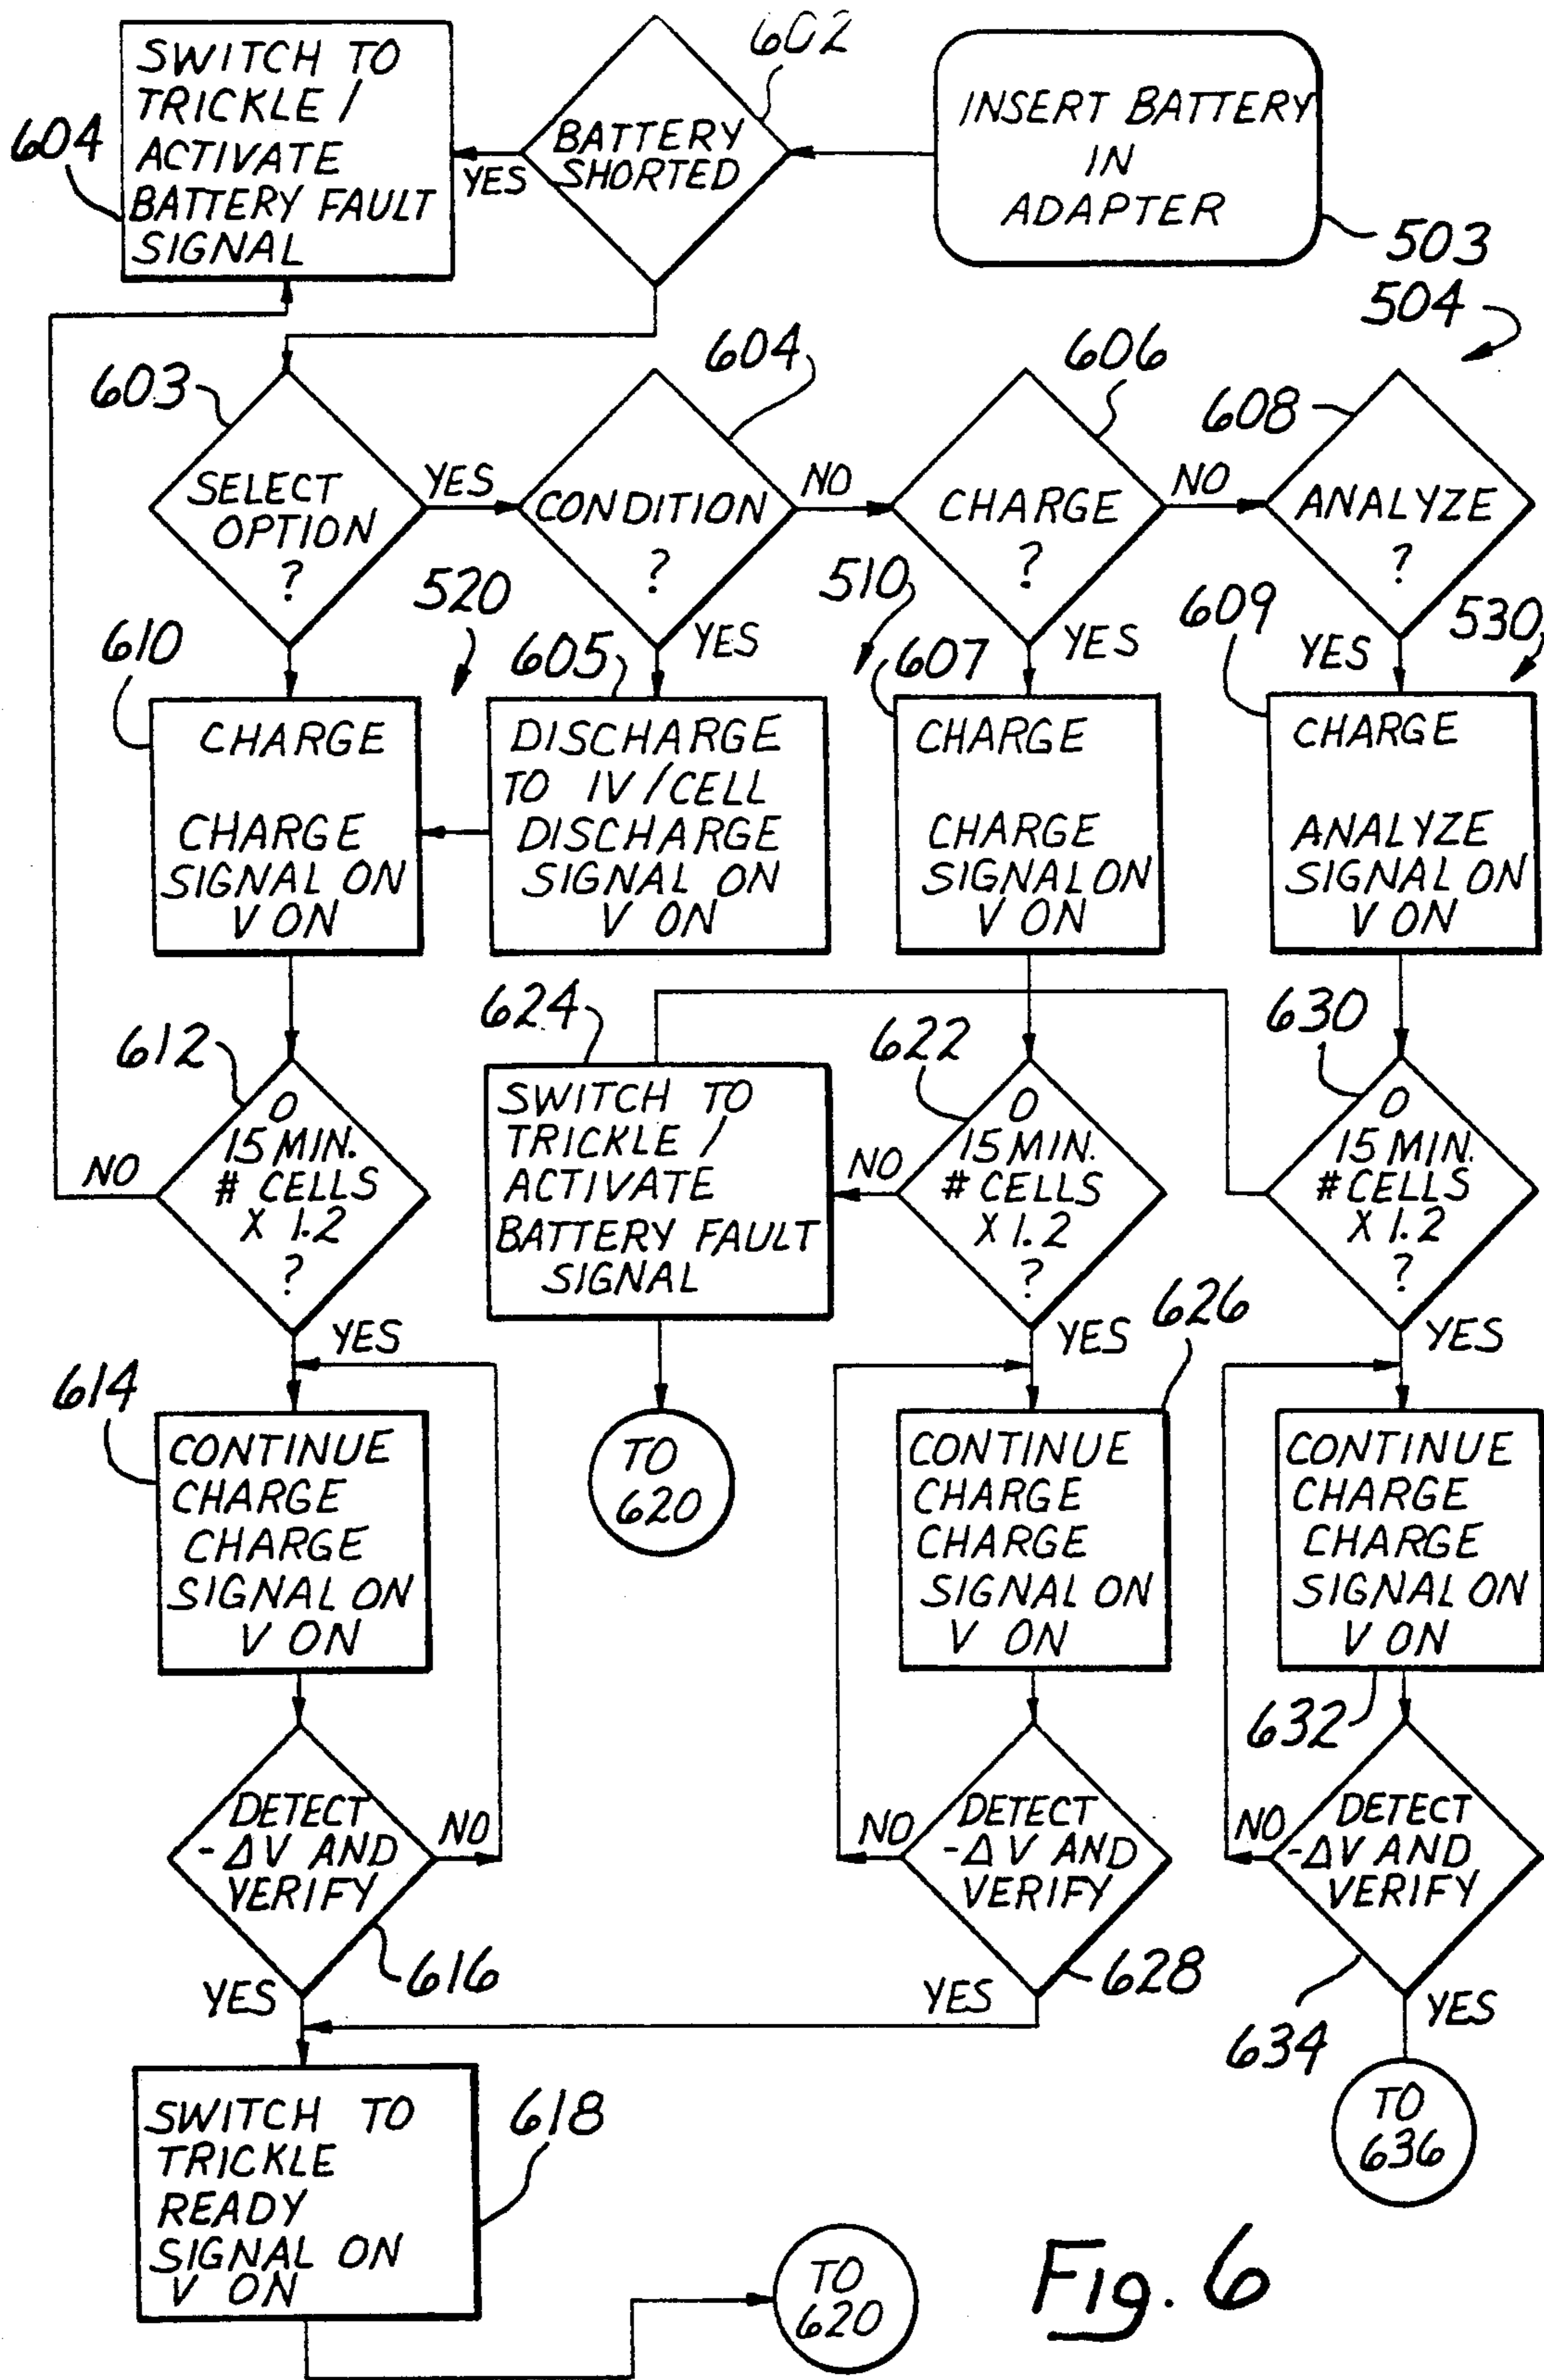 602
SWITCH TO
TRICKLE /
ACTIVATE
BATTERY FAULT
SIGNAL
604
YES
BATTERY
SHORTED
INSERT BATTERY
IN
ADAPTER
503
504
603
SELECT
OPTION
?
YES
604
CONDITION
?
NO
606
CHARGE
?
NO
608
ANALYZE
?
520
510
530
610
YES
605
607
YES
609
YES
CHARGE
CHARGE
SIGNAL ON
V ON
DISCHARGE
TO 1V/CELL
DISCHARGE
SIGNAL ON
V ON
CHARGE
CHARGE
SIGNAL ON
V ON
CHARGE
ANALYZE
SIGNAL ON
V ON
612
624
622
630
NO
0
15 MIN.
# CELLS
X 1.2
?
SWITCH TO
TRICKLE /
ACTIVATE
BATTERY FAULT
SIGNAL
NO
0
15 MIN.
# CELLS
X 1.2
?
0
15 MIN.
# CELLS
X 1.2
?
YES
YES
626
YES
614
CONTINUE
CHARGE
CHARGE
SIGNAL ON
V ON
TO
620
CONTINUE
CHARGE
CHARGE
SIGNAL ON
V ON
CONTINUE
CHARGE
CHARGE
SIGNAL ON
V ON
632
DETECT
-ΔV AND
VERIFY
NO
NO
DETECT
-ΔV AND
VERIFY
NO
DETECT
-ΔV AND
VERIFY
616
YES
628
YES
634
YES
SWITCH TO
TRICKLE
READY
SIGNAL ON
V ON
618
TO
636
TO
620
Fig. 6